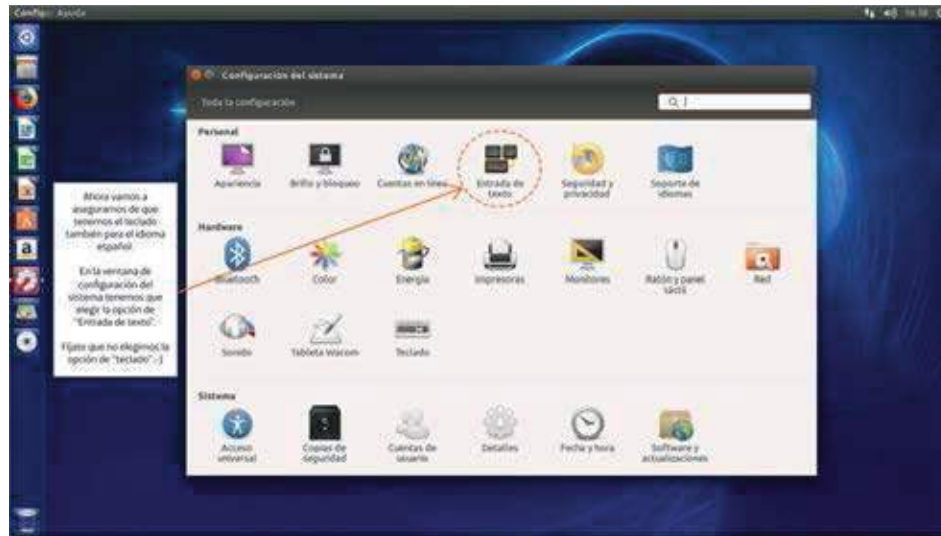 Ayuda
Configuración del sistema
Toda la configuración
Personal
Apariencia
Brillo y bloqueo
Cuentas en línea
Entrada de
texto
Seguridad y
privacidad
Soporte de
idiomas
Ahora vamos a
asegurarnos de que
tenemos el teclado
también para el idioma
español.
En la ventana de
configuración del
sistema tenemos que
elegir la opción de
"Entrada de texto".
Fíjate que no elegimos la
opción de "teclado" :-)
Hardware
Bluetooth
Color
Energía
Impresoras
Monitores
Ratón y panel
táctil
Red
Sonido
Tableta Wacom
Teclado
Sistema
Acceso
universal
Copias de
seguridad
Cuentas de
usuario
Detalles
Fecha y hora
Software y
actualizaciones